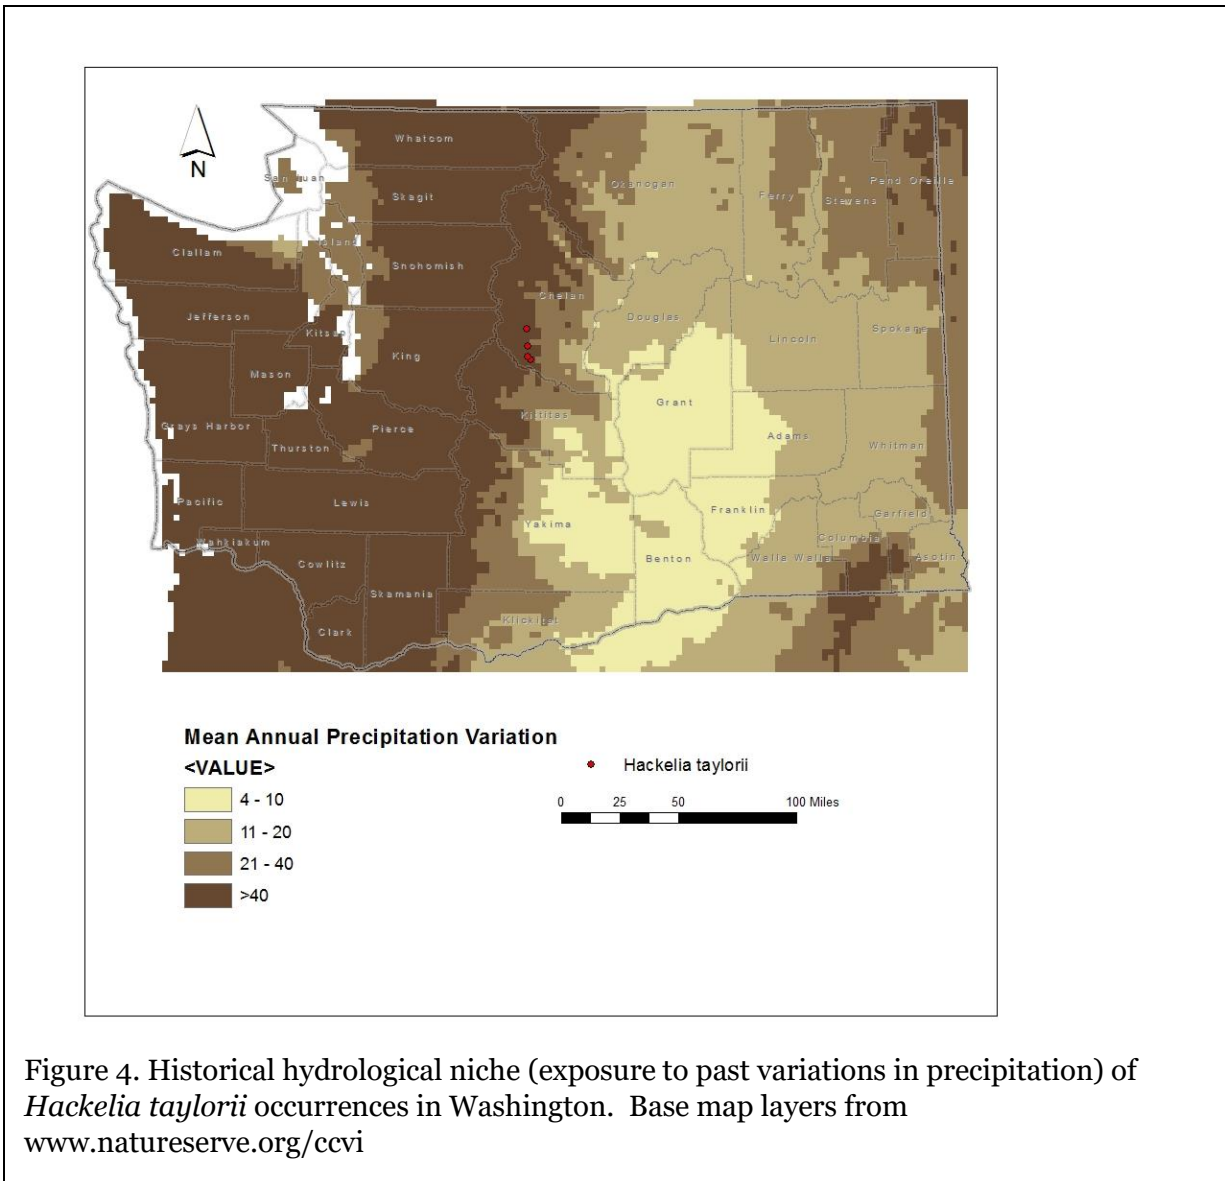 N
Whatcom
San Juan
Skagit
Okanogan
Ferry
Stevens
Pend Oreille
Island
Clallam
Snohomish
Chelan
Jefferson
Douglas
Kitsap
King
Lincoln
Spokane
Mason
Grant
Kittitas
Grays Harbor
Pierce
Adams
Thurston
Whitman
Pacific
Lewis
Franklin
Garfield
Yakima
Wahkiakum
Columbia
Cowlitz
Benton
Walla Walla
Asotin
Skamania
Klickitat
Clark
Mean Annual Precipitation Variation
<VALUE>
4 - 10
11 - 20
21 - 40
>40
Hackelia taylorii
0 25 50 100 Miles
Figure 4. Historical hydrological niche (exposure to past variations in precipitation) of
Hackelia taylorii occurrences in Washington. Base map layers from
www.natureserve.org/ccvi